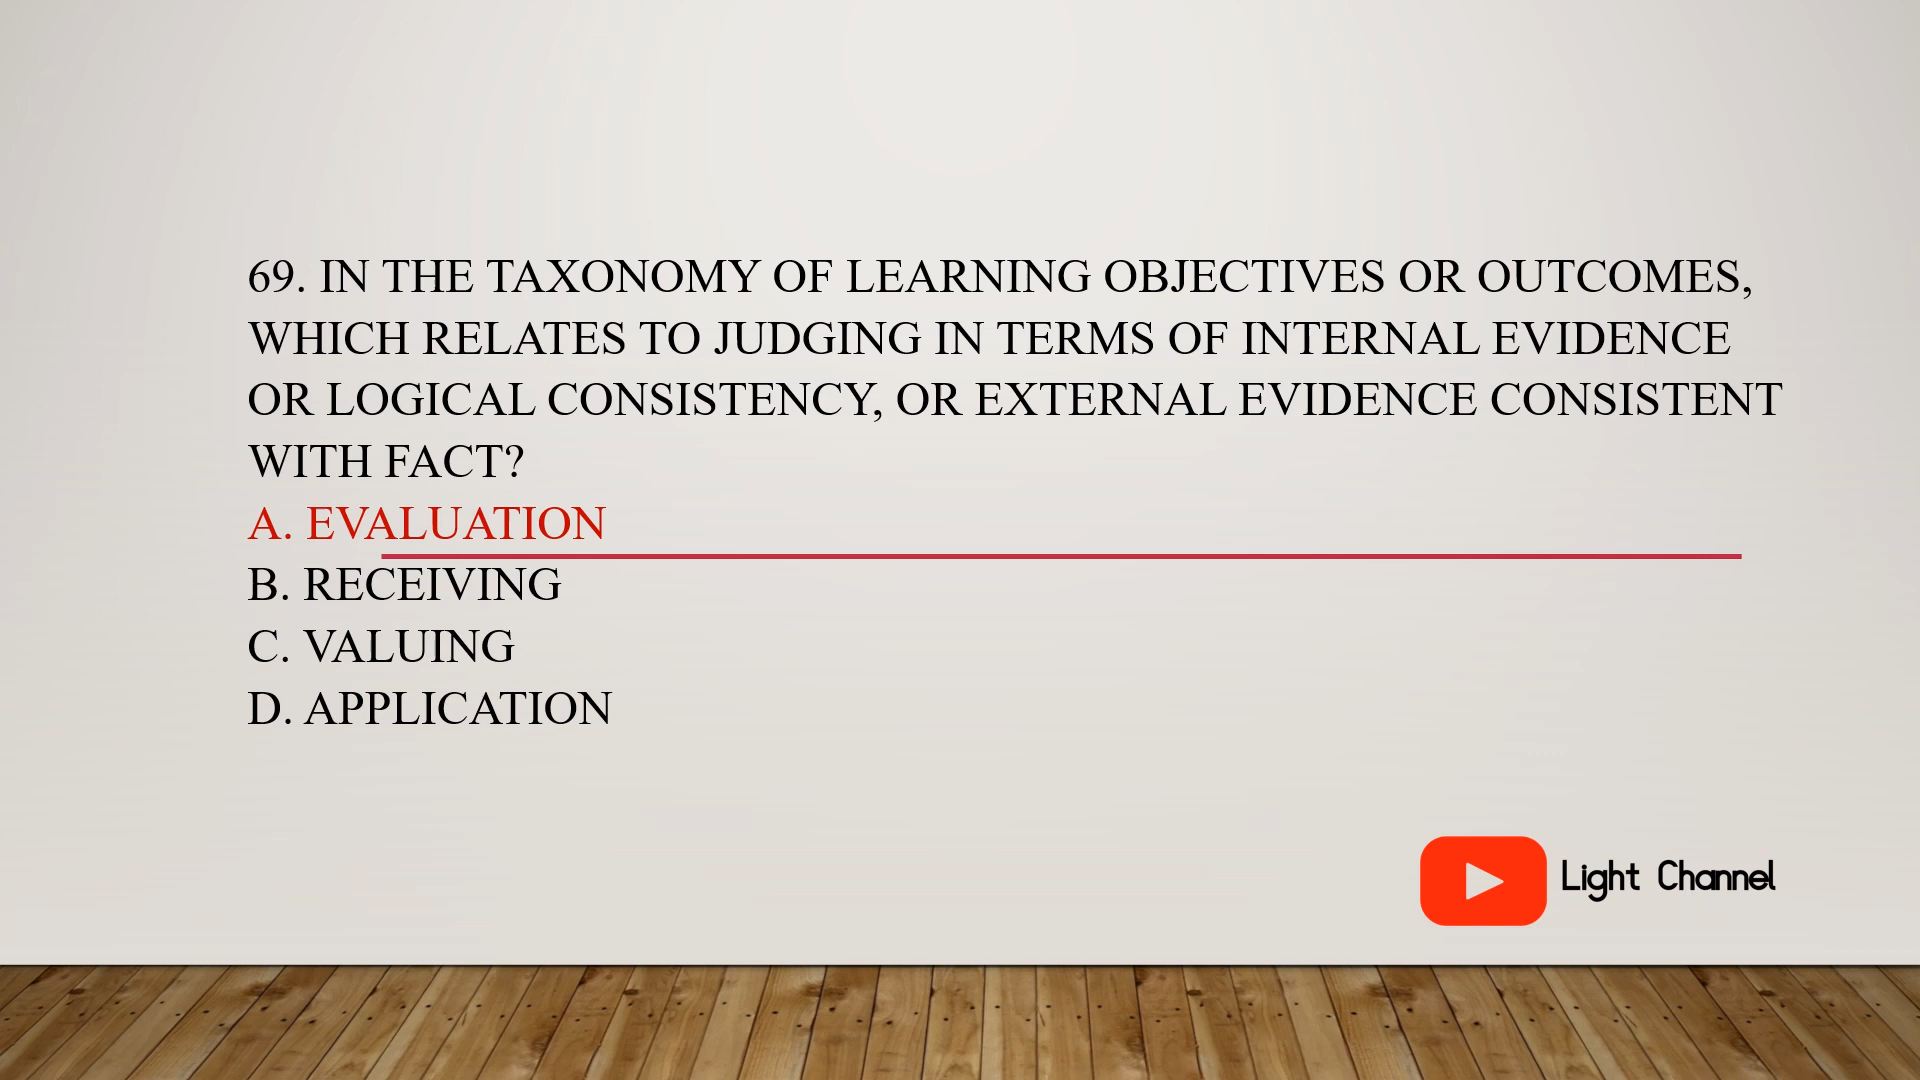 69. IN THE TAXONOMY OF LEARNING OBJECTIVES OR OUTCOMES,
WHICH RELATES TO JUDGING IN TERMS OF INTERNAL EVIDENCE
OR LOGICAL CONSISTENCY, OR EXTERNAL EVIDENCE CONSISTENT
WITH FACT?
A. EVALUATION
B. RECEIVING
C. VALUING
D. APPLICATION
Light Channel